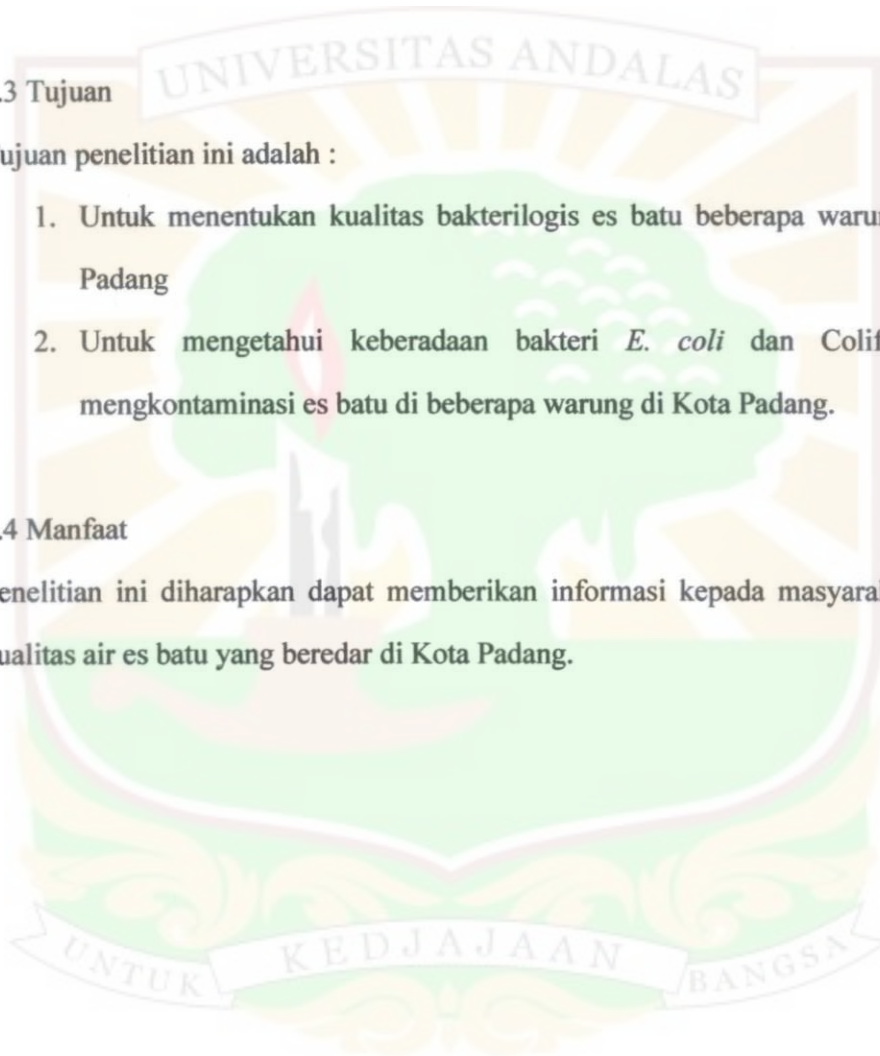 UNIVERSITAS ANDALAS
.3 Tujuan
ujuan penelitian ini adalah :
1. Untuk menentukan kualitas bakterilogis es batu beberapa waru
Padang
2. Untuk mengetahui keberadaan bakteri E. coli dan Colif
mengkontaminasi es batu di beberapa warung di Kota Padang.
.4 Manfaat
enelitian ini diharapkan dapat memberikan informasi kepada masyara
ualitas air es batu yang beredar di Kota Padang.
UNTUK KEDJAJAAN BANGSA